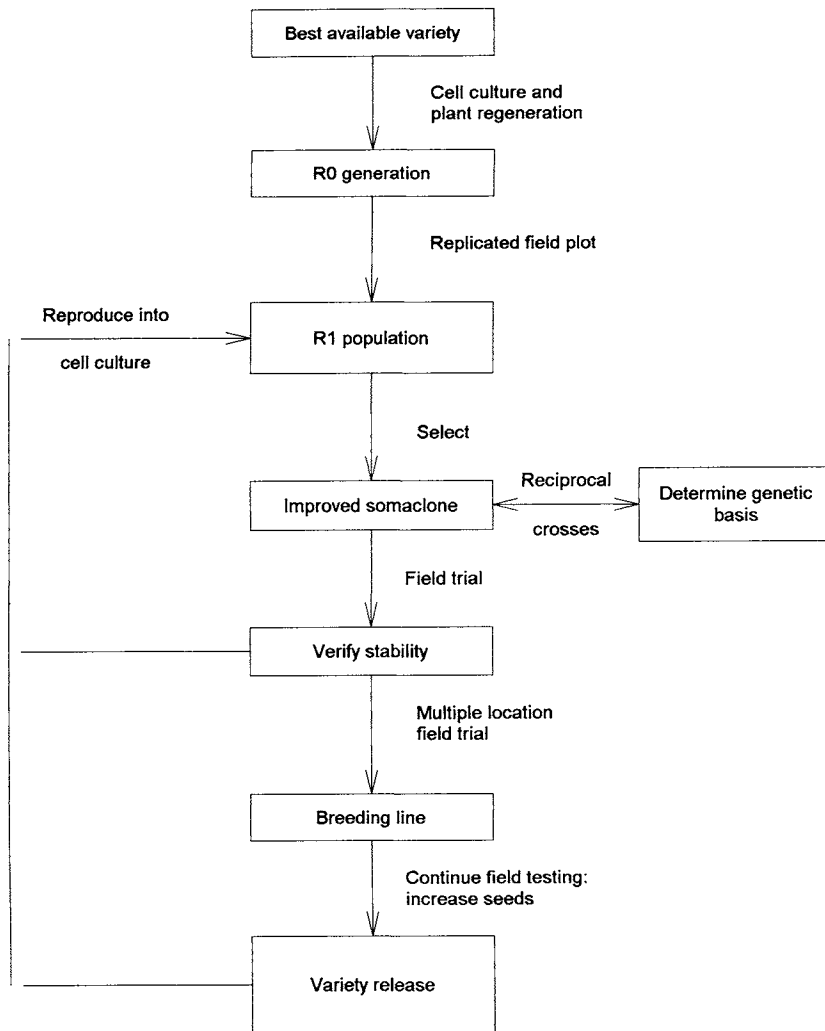 Best available variety
Cell culture and
plant regeneration
R0 generation
Replicated field plot
Reproduce into
cell culture
R1 population
Select
Improved somaclone
Reciprocal
crosses
Determine genetic
basis
Field trial
Verify stability
Multiple location
field trial
Breeding line
Continue field testing:
increase seeds
Variety release